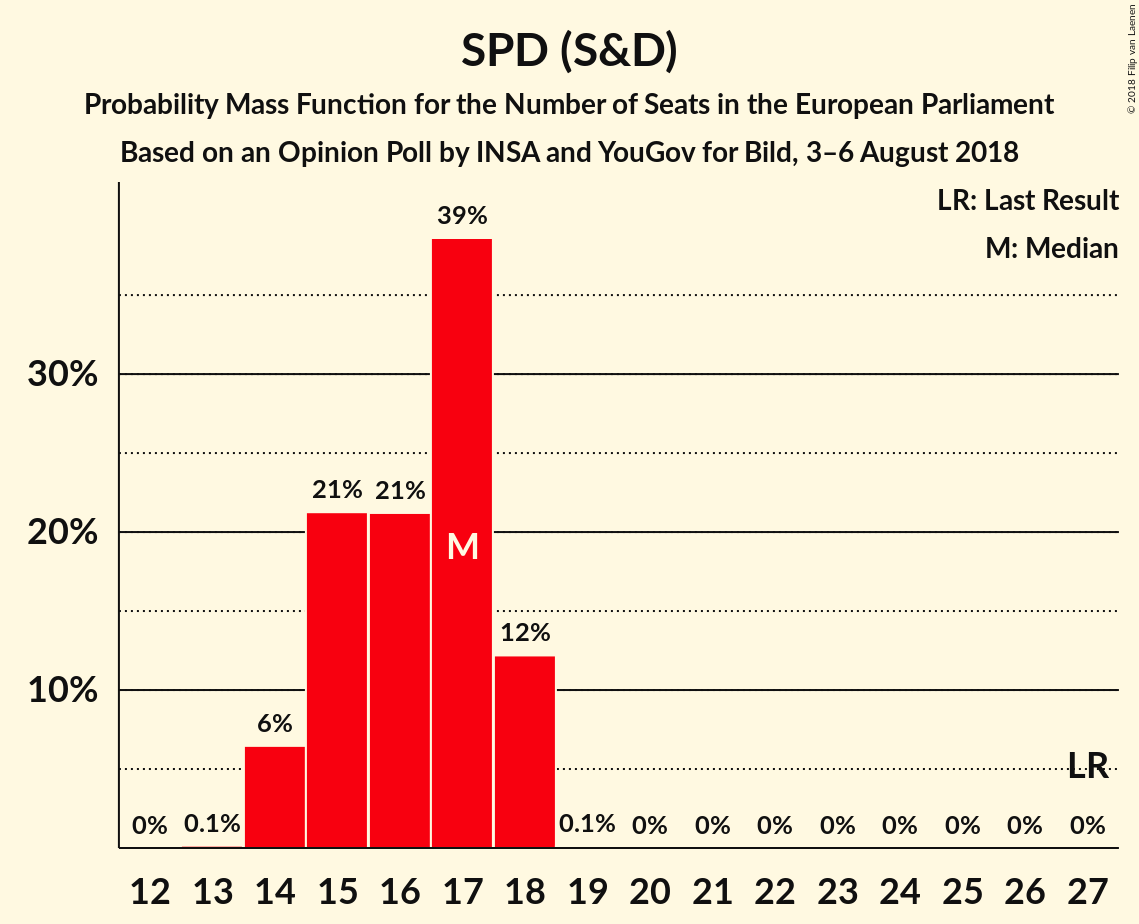 SPD (S&D)
Probability Mass Function for the Number of Seats in the European Parliament
Based on an Opinion Poll by INSA and YouGov for Bild, 3–6 August 2018
© 2018 Filip van Laenen
LR: Last Result
M: Median
39%
30%
21% 21%
20%
M
12%
10%
6%
LR
0% 0.1% 0.1% 0% 0% 0% 0% 0% 0% 0% 0%
12 13 14 15 16 17 18 19 20 21 22 23 24 25 26 27